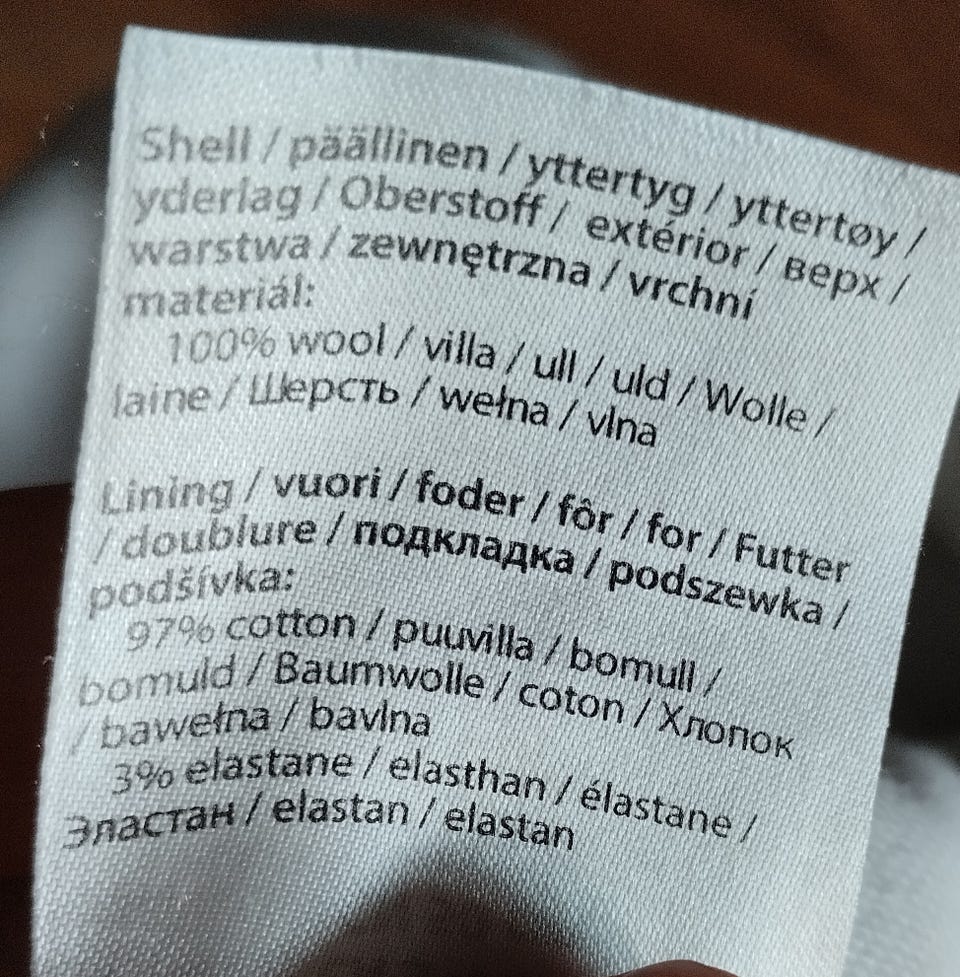 Shell / päällinen / yttertyg / yttertøy /
yderlag / Oberstoff / extérior / верх /
warstwa / zewnętrzna / vrchní
materiál:
100% wool / villa / ull / uld / Wolle /
laine / Шерсть / wełna / vlna
Lining / vuori / foder / fôr / for / Futter
/ doublure / подкладка / podszewka /
podšívka:
97% cotton / puuvilla / bomull /
bomuld / Baumwolle / coton / Хлопок
/ bawełna / bavlna
3% elastane / elasthan / élastane /
Эластан / elastan / elastan